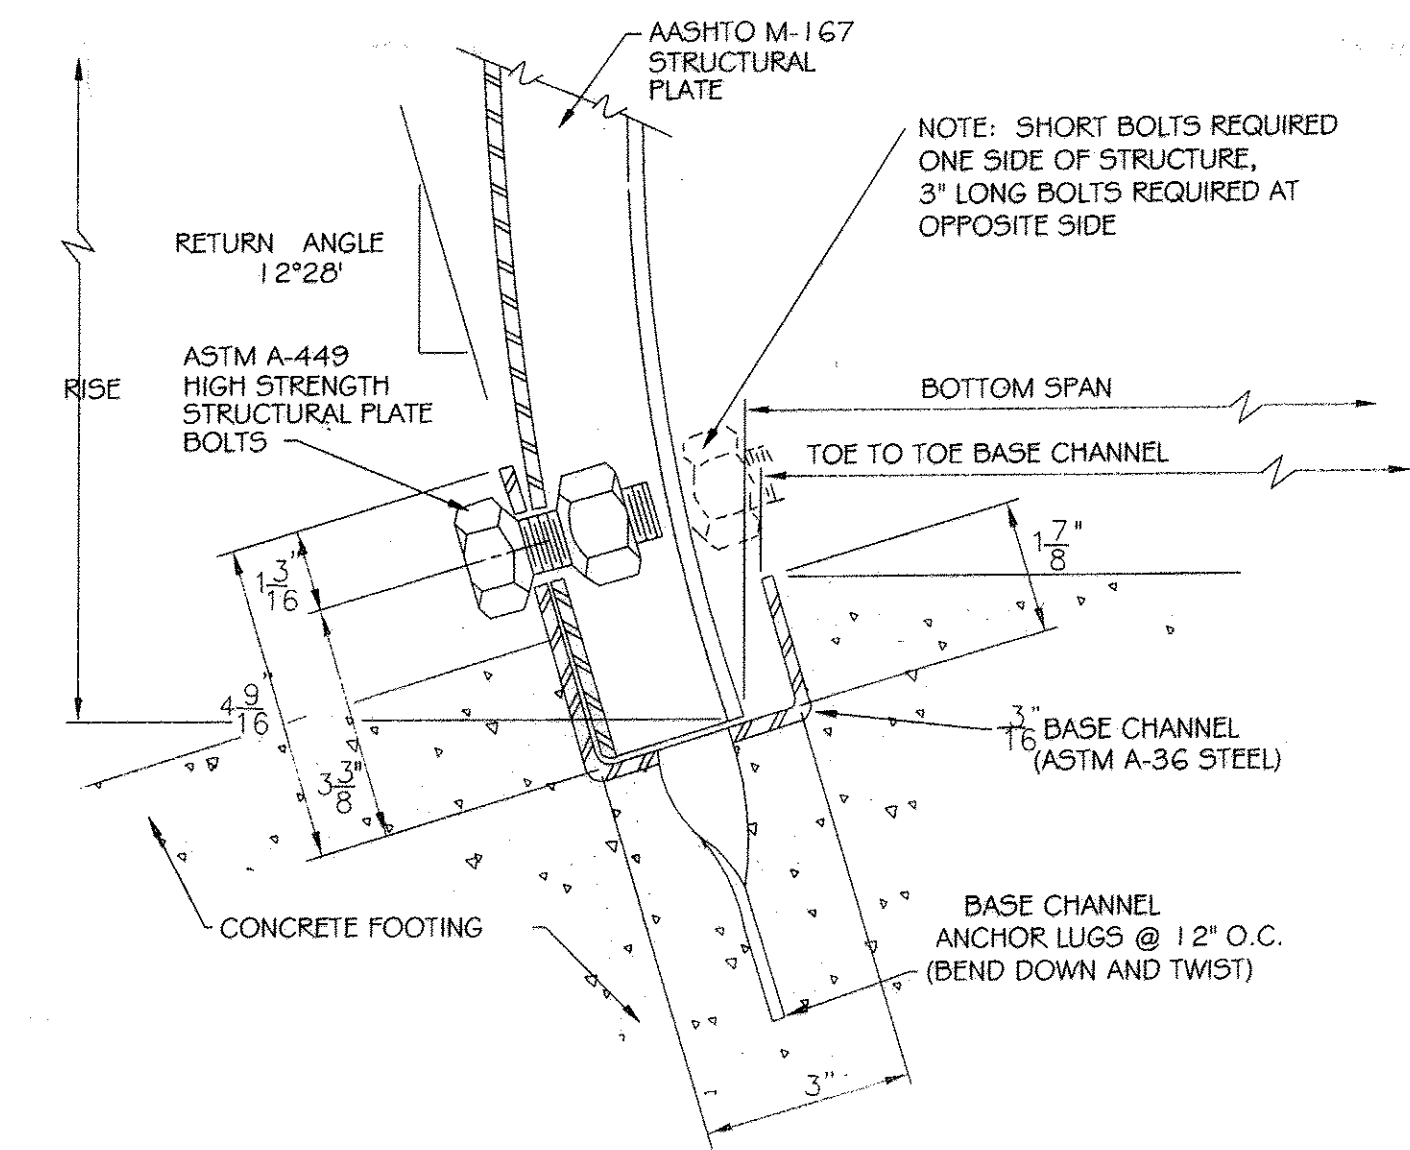 AASHTO M-167
STRUCTURAL
PLATE
NOTE: SHORT BOLTS REQUIRED
ONE SIDE OF STRUCTURE,
3" LONG BOLTS REQUIRED AT
OPPOSITE SIDE
RETURN ANGLE
12°28'
ASTM A-449
HIGH STRENGTH
STRUCTURAL PLATE
BOLTS
RISE
BOTTOM SPAN
TOE TO TOE BASE CHANNEL
1 7/8"
1 3/16"
4 9/16"
3 3/8"
3/16" BASE CHANNEL
(ASTM A-36 STEEL)
CONCRETE FOOTING
BASE CHANNEL
ANCHOR LUGS @ 12" O.C.
(BEND DOWN AND TWIST)
3"